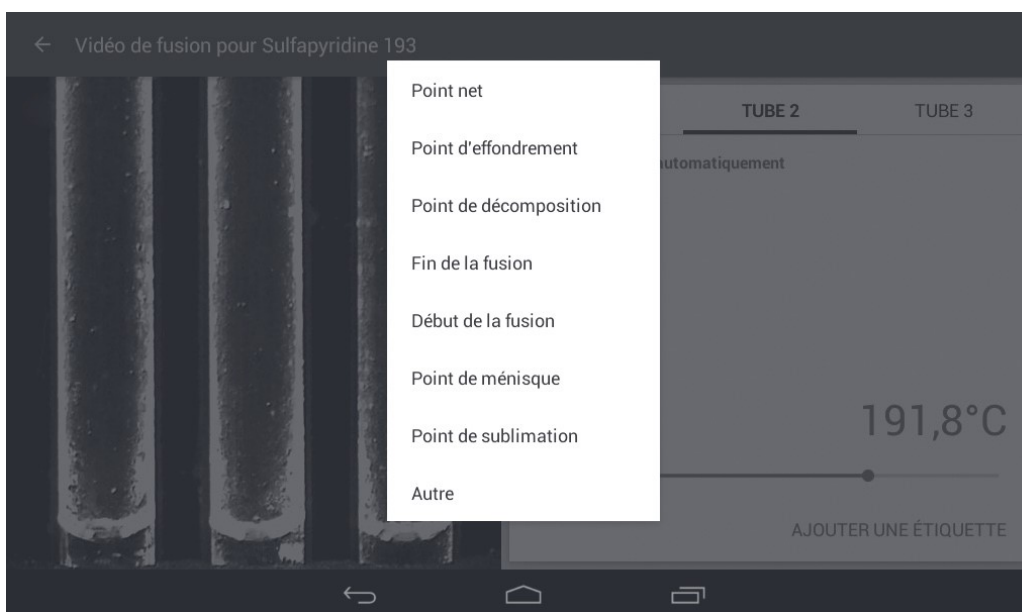 Vidéo de fusion pour Sulfapyridine 193
Point net
Point d'effondrement
Point de décomposition
Fin de la fusion
Début de la fusion
Point de ménisque
Point de sublimation
Autre
TUBE 2
TUBE 3
automatiquement
191,8°C
AJOUTER UNE ÉTIQUETTE